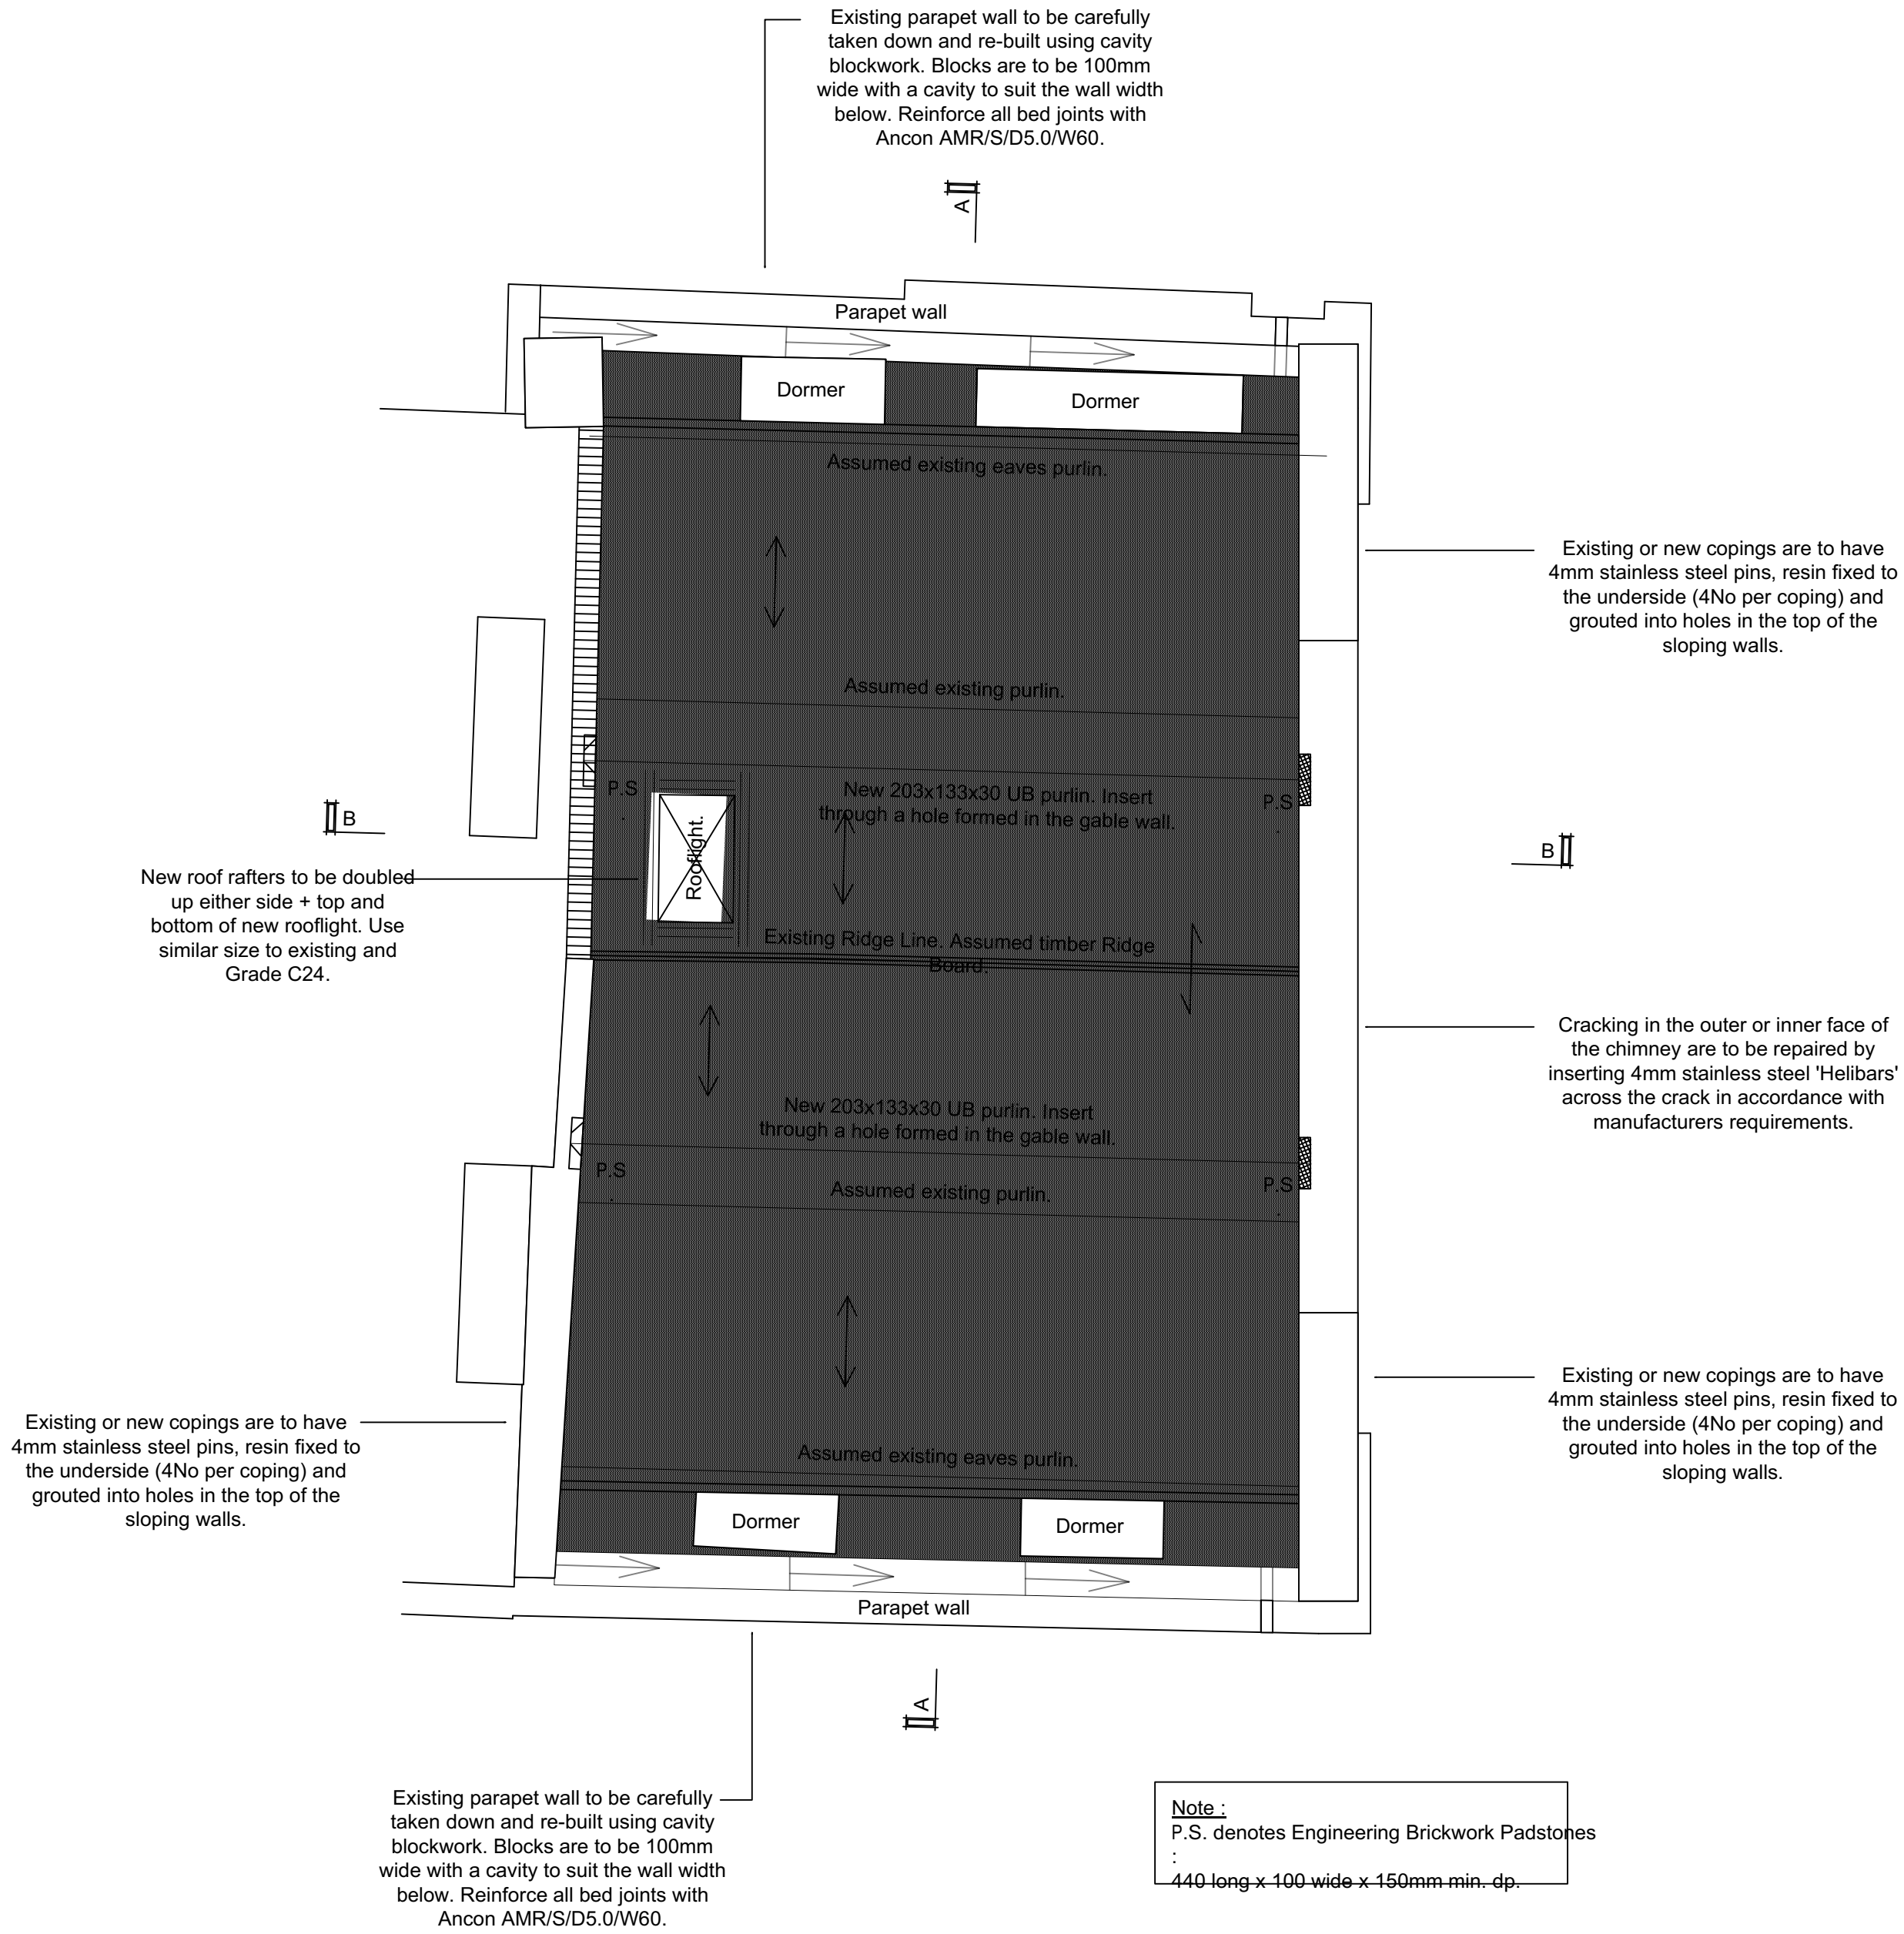 Existing parapet wall to be carefully
taken down and re-built using cavity
blockwork. Blocks are to be 100mm
wide with a cavity to suit the wall width
below. Reinforce all bed joints with
Ancon AMR/S/D5.0/W60.
A
Parapet wall
Dormer
Dormer
Assumed existing eaves purlin.
Existing or new copings are to have
4mm stainless steel pins, resin fixed to
the underside (4No per coping) and
grouted into holes in the top of the
sloping walls.
Assumed existing purlin.
P.S
.
New 203x133x30 UB purlin. Insert
through a hole formed in the gable wall.
P.S
.
B
Rooflight.
B
New roof rafters to be doubled
up either side + top and
bottom of new rooflight. Use
similar size to existing and
Grade C24.
Existing Ridge Line. Assumed timber Ridge
Board.
Cracking in the outer or inner face of
the chimney are to be repaired by
inserting 4mm stainless steel 'Helibars'
across the crack in accordance with
manufacturers requirements.
New 203x133x30 UB purlin. Insert
through a hole formed in the gable wall.
P.S
.
Assumed existing purlin.
P.S
.
Existing or new copings are to have
4mm stainless steel pins, resin fixed to
the underside (4No per coping) and
grouted into holes in the top of the
sloping walls.
Existing or new copings are to have
4mm stainless steel pins, resin fixed to
the underside (4No per coping) and
grouted into holes in the top of the
sloping walls.
Assumed existing eaves purlin.
Dormer
Dormer
Parapet wall
A
Existing parapet wall to be carefully
taken down and re-built using cavity
blockwork. Blocks are to be 100mm
wide with a cavity to suit the wall width
below. Reinforce all bed joints with
Ancon AMR/S/D5.0/W60.
Note :
P.S. denotes Engineering Brickwork Padstones
:
440 long x 100 wide x 150mm min. dp.